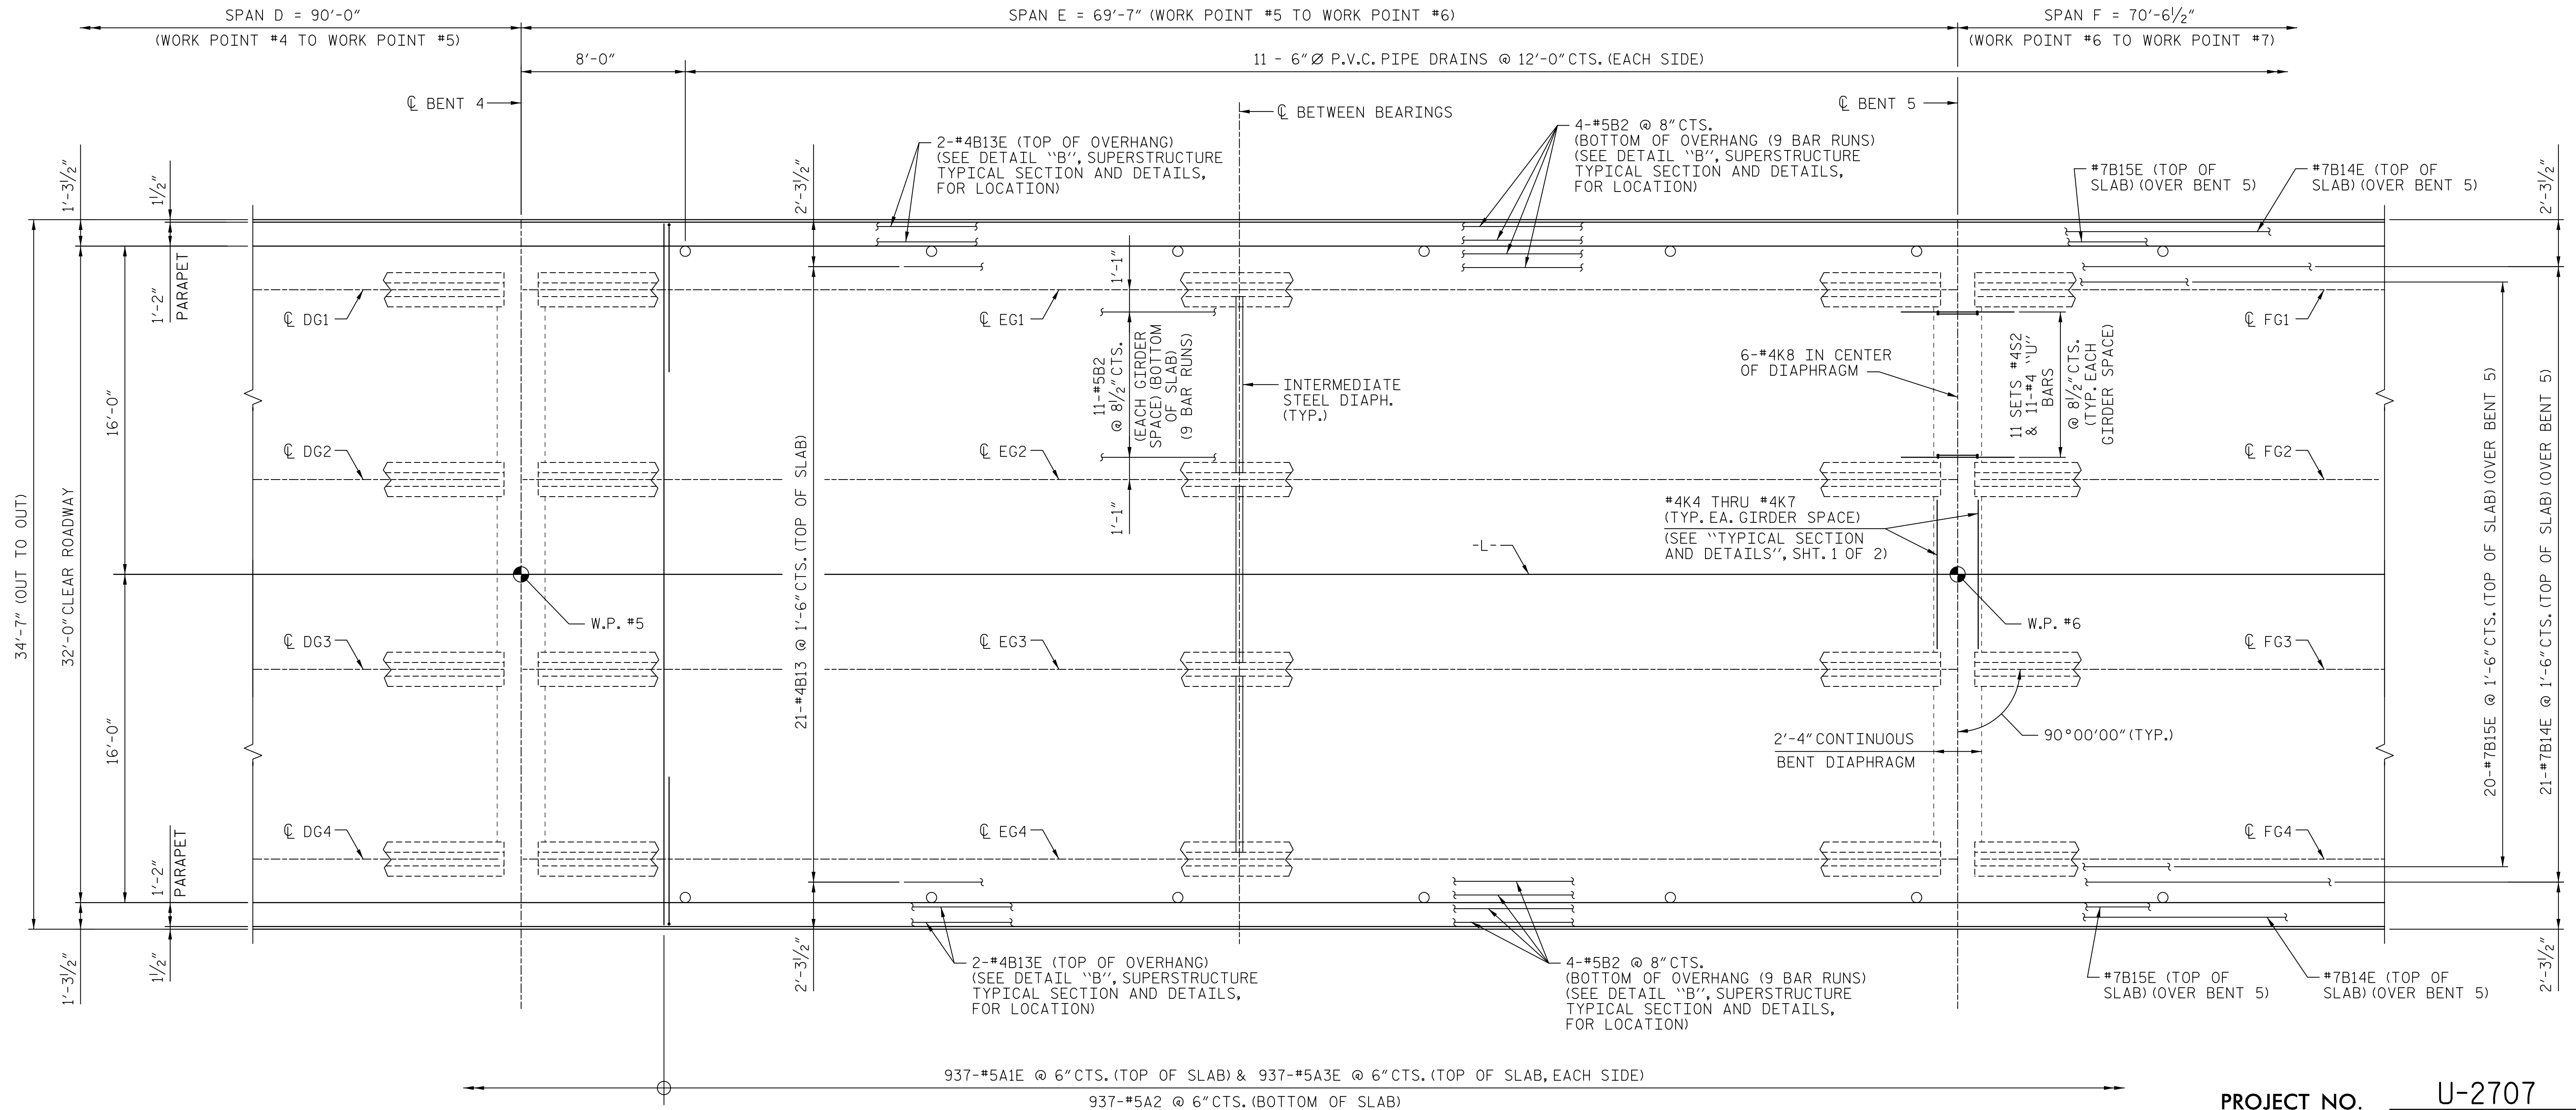 SPAN D = 90'-0"
(WORK POINT #4 TO WORK POINT #5)
SPAN E = 69'-7" (WORK POINT #5 TO WORK POINT #6)
SPAN F = 70'-6½"
(WORK POINT #6 TO WORK POINT #7)
8'-0"
11 - 6" Ø P.V.C. PIPE DRAINS @ 12'-0" CTS. (EACH SIDE)
℄ BENT 4
℄ BETWEEN BEARINGS
℄ BENT 5
2-#4B13E (TOP OF OVERHANG)
(SEE DETAIL "B", SUPERSTRUCTURE
TYPICAL SECTION AND DETAILS,
FOR LOCATION)
4-#5B2 @ 8" CTS.
(BOTTOM OF OVERHANG (9 BAR RUNS)
(SEE DETAIL "B", SUPERSTRUCTURE
TYPICAL SECTION AND DETAILS,
FOR LOCATION)
#7B15E (TOP OF
SLAB) (OVER BENT 5)
#7B14E (TOP OF
SLAB) (OVER BENT 5)
1'-3½"
1½"
2'-3½"
2'-3½"
1'-2"
PARAPET
℄ DG1
℄ EG1
℄ FG1
1'-1"
11-#5B2
@ 8½" CTS.
(EACH GIRDER
SPACE) (BOTTOM
OF SLAB)
(9 BAR RUNS)
1'-1"
INTERMEDIATE
STEEL DIAPH.
(TYP.)
6-#4K8 IN CENTER
OF DIAPHRAGM
11 SETS #4S2
& 11-#4 "U"
BARS
@ 8½" CTS.
(TYP. EACH
GIRDER SPACE)
34'-7" (OUT TO OUT)
32'-0" CLEAR ROADWAY
16'-0"
16'-0"
℄ DG2
℄ EG2
℄ FG2
21-#4B13 @ 1'-6" CTS. (TOP OF SLAB)
#4K4 THRU #4K7
(TYP. EA. GIRDER SPACE)
(SEE "TYPICAL SECTION
AND DETAILS", SHT. 1 OF 2)
-L-
20-#7B15E @ 1'-6" CTS. (TOP OF SLAB) (OVER BENT 5)
21-#7B14E @ 1'-6" CTS. (TOP OF SLAB) (OVER BENT 5)
W.P. #5
W.P. #6
℄ DG3
℄ EG3
℄ FG3
2'-4" CONTINUOUS
BENT DIAPHRAGM
90°00'00" (TYP.)
℄ DG4
℄ EG4
℄ FG4
1'-2"
PARAPET
1'-3½"
1½"
2'-3½"
2'-3½"
2-#4B13E (TOP OF OVERHANG)
(SEE DETAIL "B", SUPERSTRUCTURE
TYPICAL SECTION AND DETAILS,
FOR LOCATION)
4-#5B2 @ 8" CTS.
(BOTTOM OF OVERHANG (9 BAR RUNS)
(SEE DETAIL "B", SUPERSTRUCTURE
TYPICAL SECTION AND DETAILS,
FOR LOCATION)
#7B15E (TOP OF
SLAB) (OVER BENT 5)
#7B14E (TOP OF
SLAB) (OVER BENT 5)
937-#5A1E @ 6" CTS. (TOP OF SLAB) & 937-#5A3E @ 6" CTS. (TOP OF SLAB, EACH SIDE)
937-#5A2 @ 6" CTS. (BOTTOM OF SLAB)
PROJECT NO. U-2707